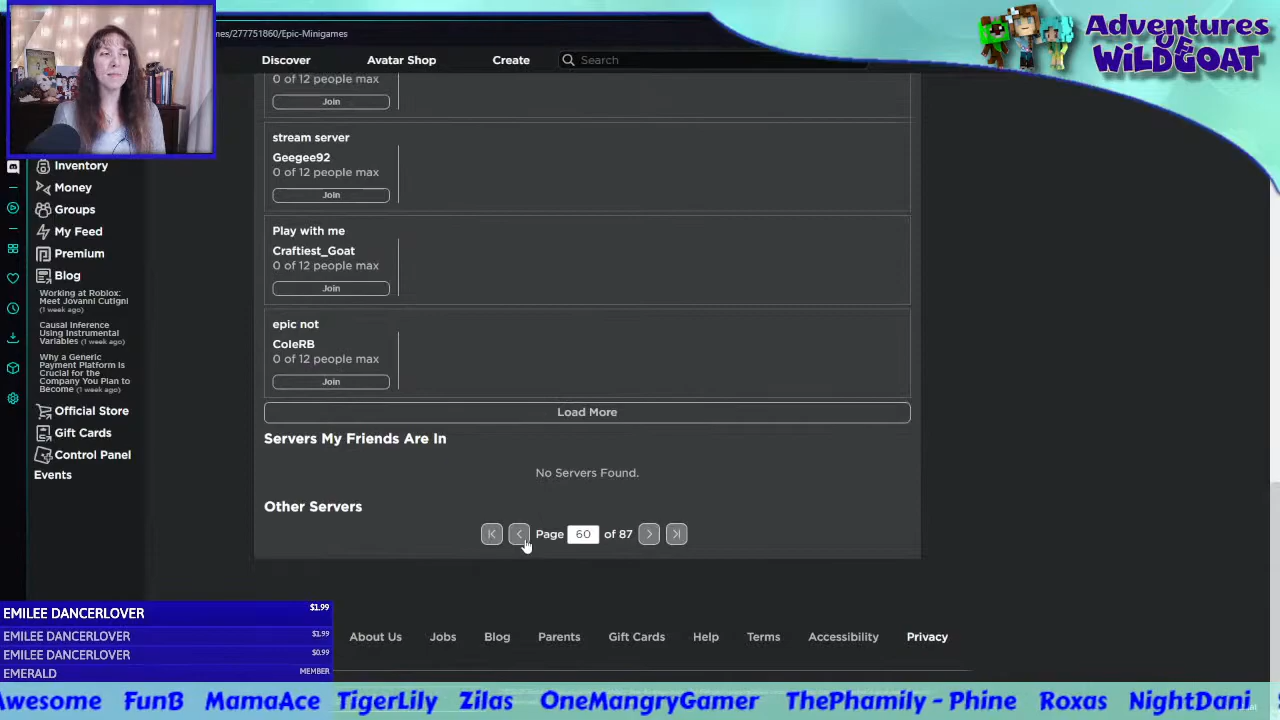 mes/277751860/Epic-Minigames
Adventures
OF
WiLDGOAT
Discover
Avatar Shop
Create
Search
0 of 12 people max
Join
stream server
Geegee92
0 of 12 people max
Join
Play with me
Craftiest_Goat
0 of 12 people max
Join
epic not
ColeRB
0 of 12 people max
Join
Load More
Servers My Friends Are In
No Servers Found.
Other Servers
Page 60 of 87
Inventory
Money
Groups
My Feed
Premium
Blog
Working at Roblox:
Meet Jovanni Cutigni
(1 week ago)
Causal Inference
Using Instrumental
Variables (1 week ago)
Why a Generic
Payment Platform Is
Crucial for the
Company You Plan to
Become (1 week ago)
Official Store
Gift Cards
Control Panel
Events
EMILEE DANCERLOVER $1.99
EMILEE DANCERLOVER $1.99
EMILEE DANCERLOVER $0.99
EMERALD MEMBER
About Us
Jobs
Blog
Parents
Gift Cards
Help
Terms
Accessibility
Privacy
Awesome FunB MamaAce TigerLily Zilas OneMangryGamer ThePhamily - Phine Roxas NightDani